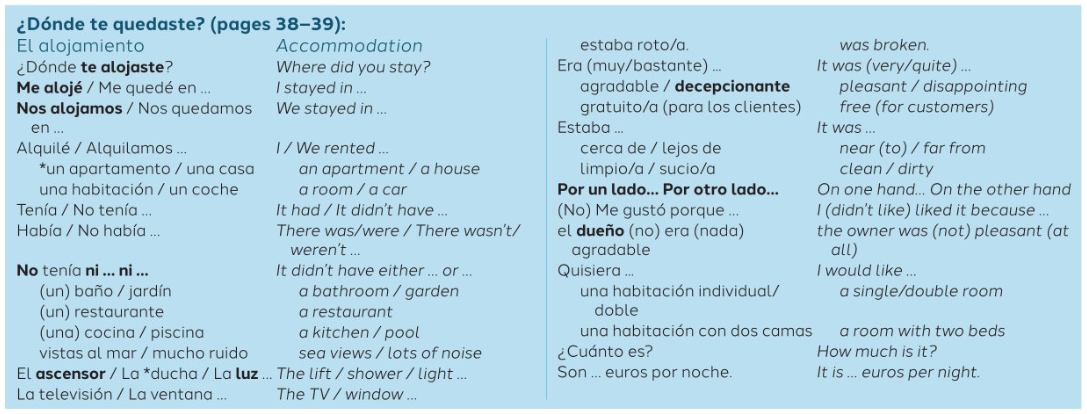 ¿Dónde te quedaste? (pages 38–39):
El alojamiento Accommodation
¿Dónde te alojaste? Where did you stay?
Me alojé / Me quedé en ... I stayed in ...
Nos alojamos / Nos quedamos We stayed in ...
en ...
Alquilé / Alquilamos ... I / We rented ...
*un apartamento / una casa an apartment / a house
una habitación / un coche a room / a car
Tenía / No tenía ... It had / It didn't have ...
Había / No había ... There was/were / There wasn't/
weren't ...
No tenía ni ... ni ... It didn't have either ... or ...
(un) baño / jardín a bathroom / garden
(un) restaurante a restaurant
(una) cocina / piscina a kitchen / pool
vistas al mar / mucho ruido sea views / lots of noise
El ascensor / La *ducha / La luz ... The lift / shower / light ...
La televisión / La ventana ... The TV / window ...
estaba roto/a. was broken.
Era (muy/bastante) ... It was (very/quite) ...
agradable / decepcionante pleasant / disappointing
gratuito/a (para los clientes) free (for customers)
Estaba ... It was ...
cerca de / lejos de near (to) / far from
limpio/a / sucio/a clean / dirty
Por un lado... Por otro lado... On one hand... On the other hand
(No) Me gustó porque ... I (didn't like) liked it because ...
el dueño (no) era (nada) the owner was (not) pleasant (at
agradable all)
Quisiera ... I would like ...
una habitación individual/ a single/double room
doble
una habitación con dos camas a room with two beds
¿Cuánto es? How much is it?
Son ... euros por noche. It is ... euros per night.